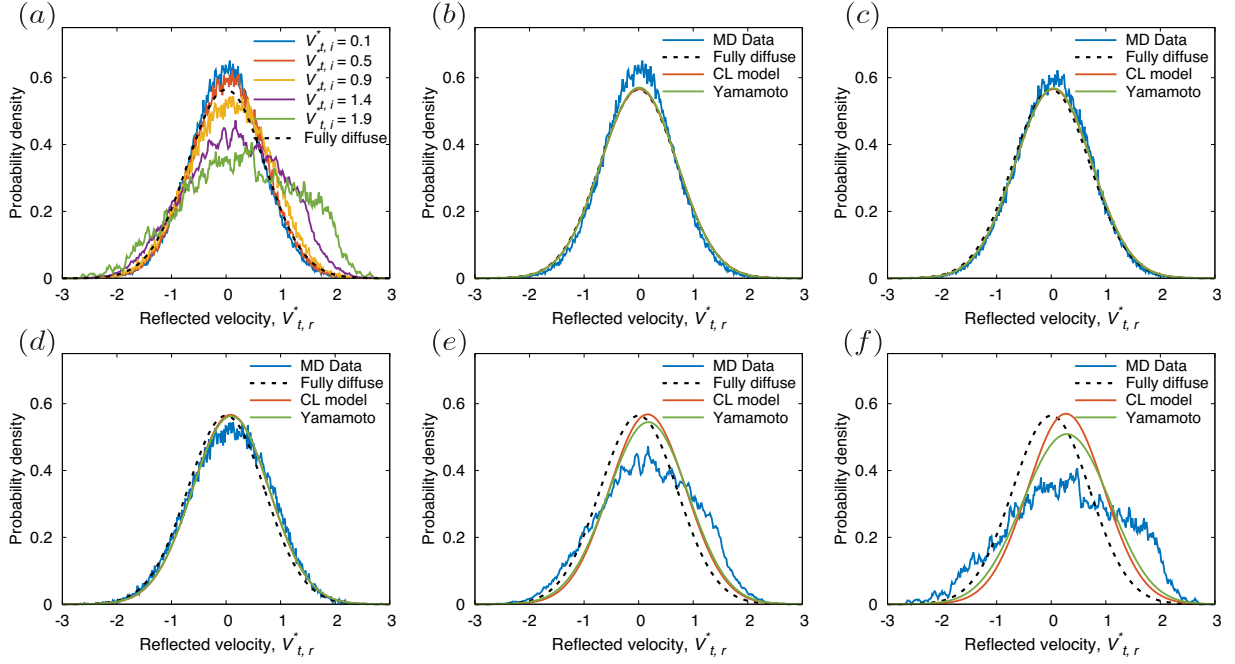 (a)
V*t, i = 0.1
V*t, i = 0.5
V*t, i = 0.9
V*t, i = 1.4
V*t, i = 1.9
Fully diffuse
Probability density
0.6
0.4
0.2
0
-3 -2 -1 0 1 2 3
Reflected velocity, V*t, r
(b)
MD Data
Fully diffuse
CL model
Yamamoto
Probability density
0.6
0.4
0.2
0
-3 -2 -1 0 1 2 3
Reflected velocity, V*t, r
(c)
MD Data
Fully diffuse
CL model
Yamamoto
Probability density
0.6
0.4
0.2
0
-3 -2 -1 0 1 2 3
Reflected velocity, V*t, r
(d)
MD Data
Fully diffuse
CL model
Yamamoto
Probability density
0.6
0.4
0.2
0
-3 -2 -1 0 1 2 3
Reflected velocity, V*t, r
(e)
MD Data
Fully diffuse
CL model
Yamamoto
Probability density
0.6
0.4
0.2
0
-3 -2 -1 0 1 2 3
Reflected velocity, V*t, r
(f)
MD Data
Fully diffuse
CL model
Yamamoto
Probability density
0.6
0.4
0.2
0
-3 -2 -1 0 1 2 3
Reflected velocity, V*t, r